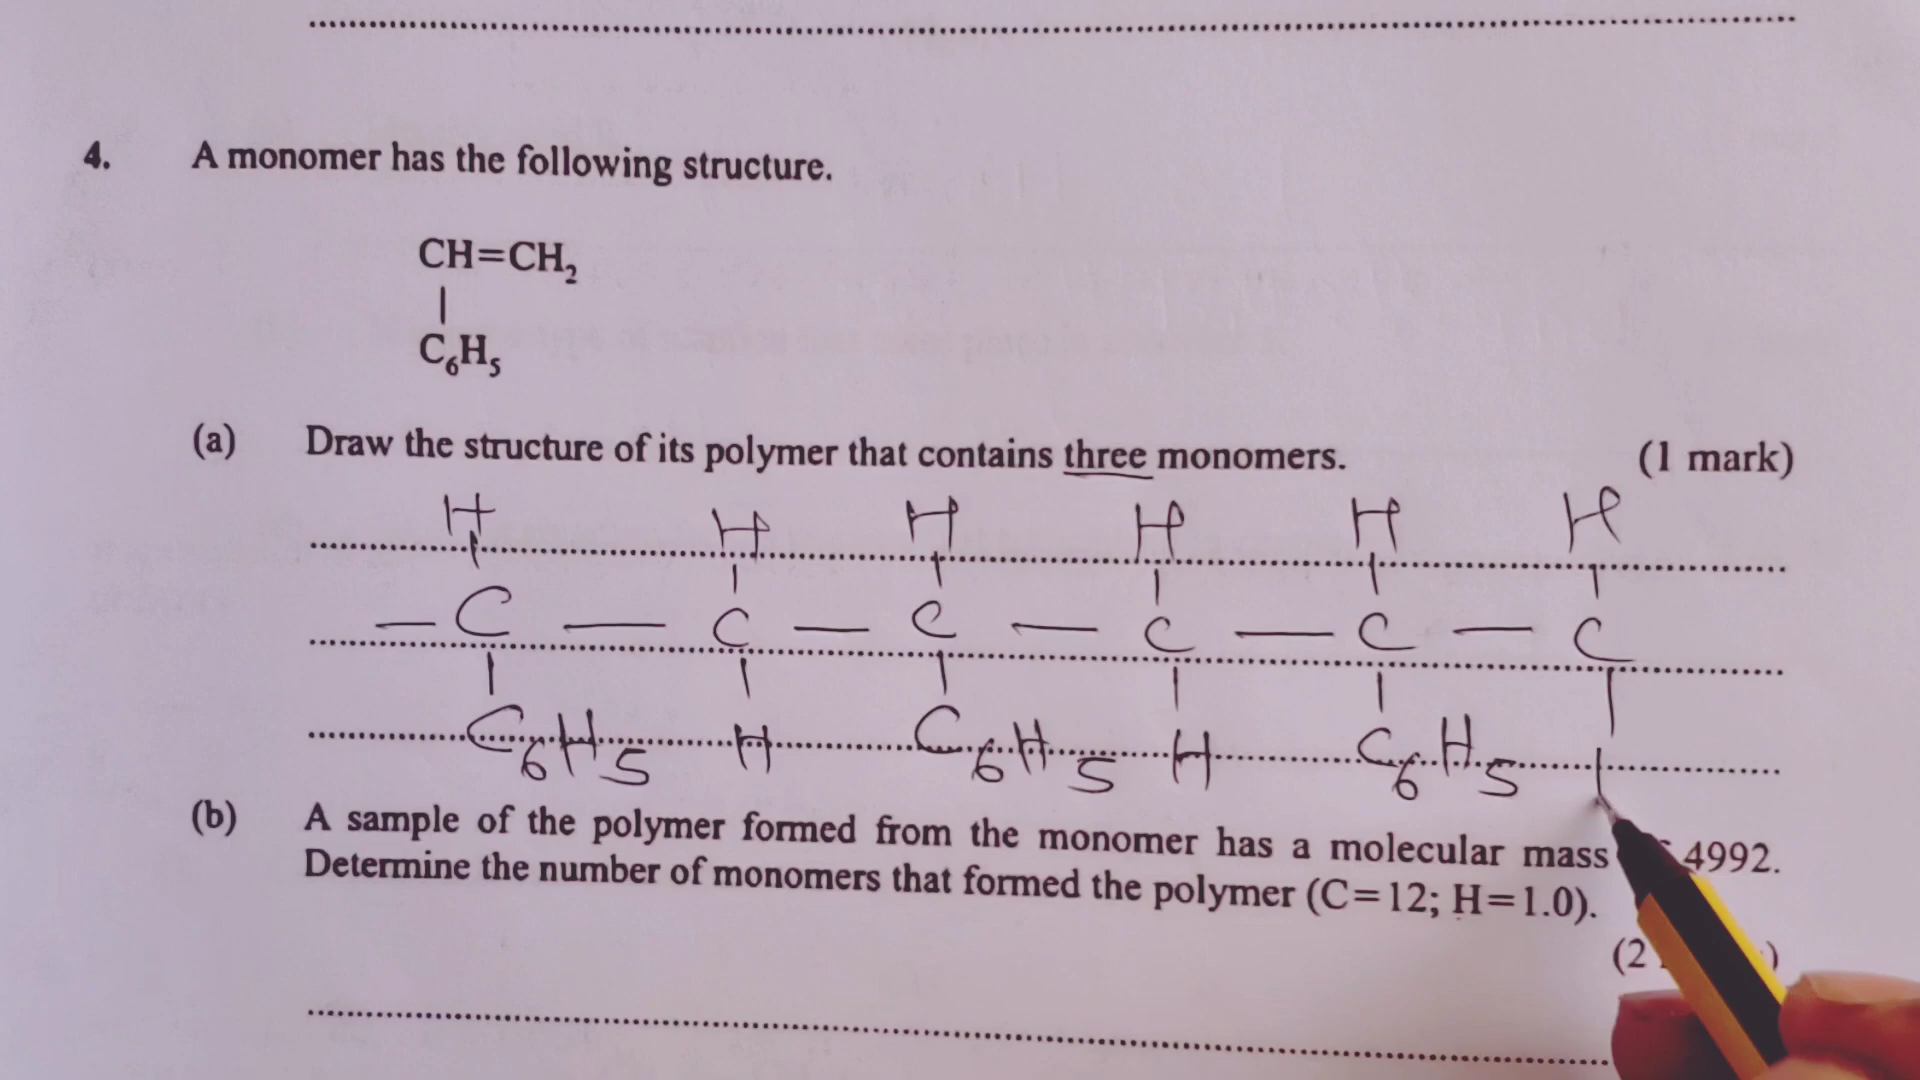 4. A monomer has the following structure.
CH=CH₂
|
C₆H₅
(a) Draw the structure of its polymer that contains three monomers. (1 mark)
H H H H H H
— C — C — C — C — C — C
C₆H₅ H C₆H₅ H C₆H₅
(b) A sample of the polymer formed from the monomer has a molecular mass 4992.
Determine the number of monomers that formed the polymer (C=12; H=1.0).
(2 )